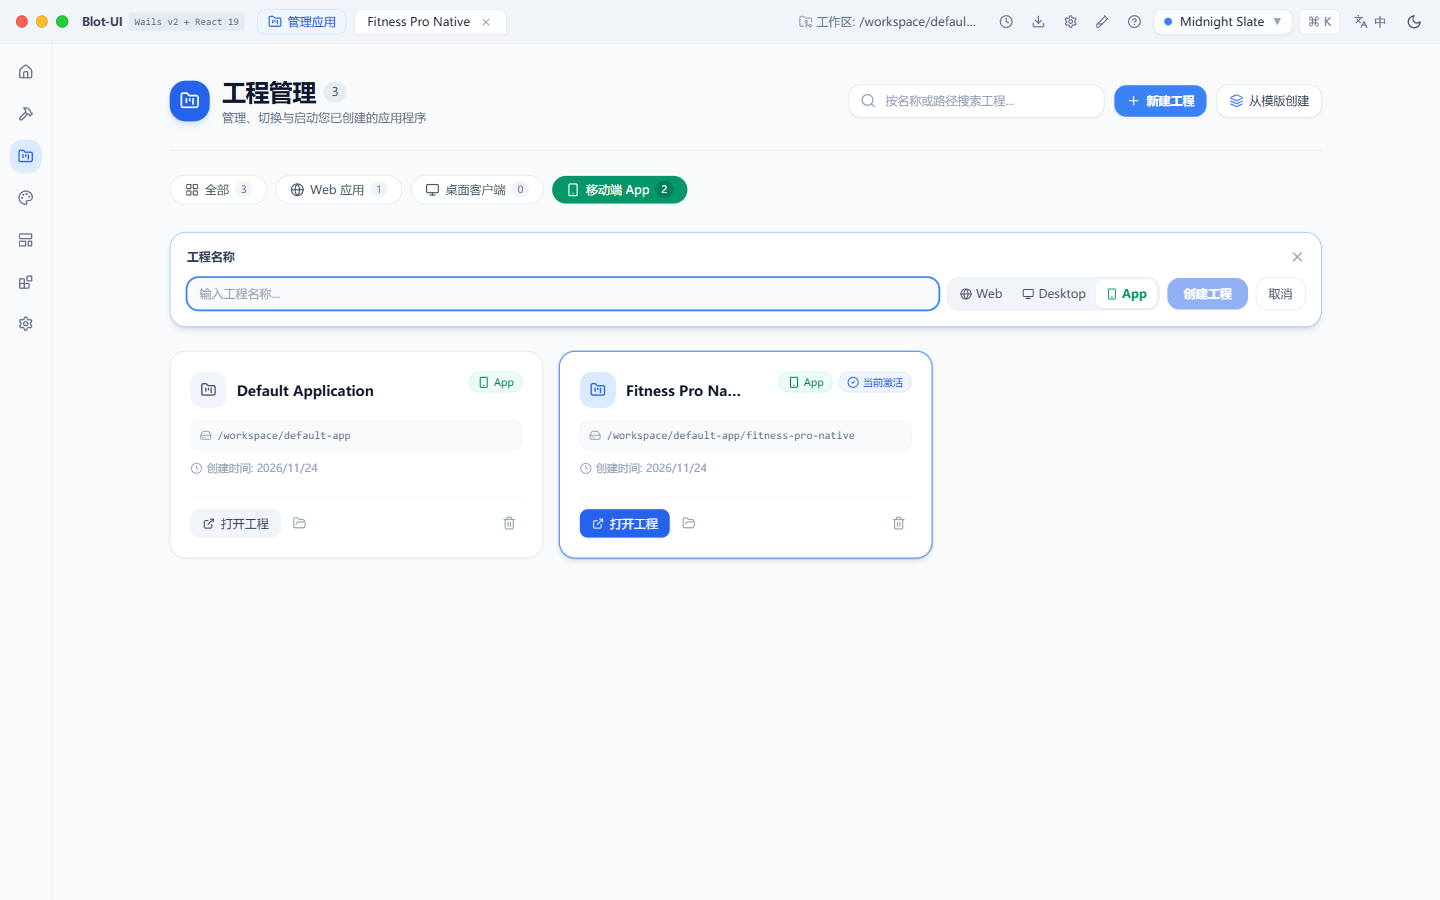 Blot-UI Wails v2 + React 19 管理应用 Fitness Pro Native 工作区: /workspace/defaul... Midnight Slate ⌘ K 中
工程管理 3
管理、切换与启动您已创建的应用程序
按名称或路径搜索工程... 新建工程 从模版创建
全部 3 Web 应用 1 桌面客户端 0 移动端 App 2
工程名称
输入工程名称... Web Desktop App 创建工程 取消
Default Application App
/workspace/default-app
创建时间: 2026/11/24
打开工程
Fitness Pro Na... App 当前激活
/workspace/default-app/fitness-pro-native
创建时间: 2026/11/24
打开工程